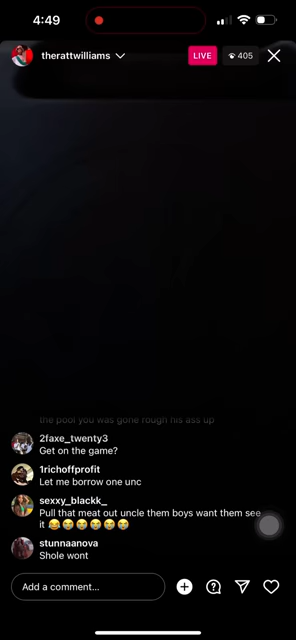 4:49
therattwilliams
LIVE
405
the pool you was gone rough his ass up
2faxe_twenty3
Get on the game?
1richoffprofit
Let me borrow one unc
sexxy_blackk_
Pull that meat out uncle them boys want them see
it 😂😭😭😭😭😭😭
stunnaanova
Shole wont
Add a comment…